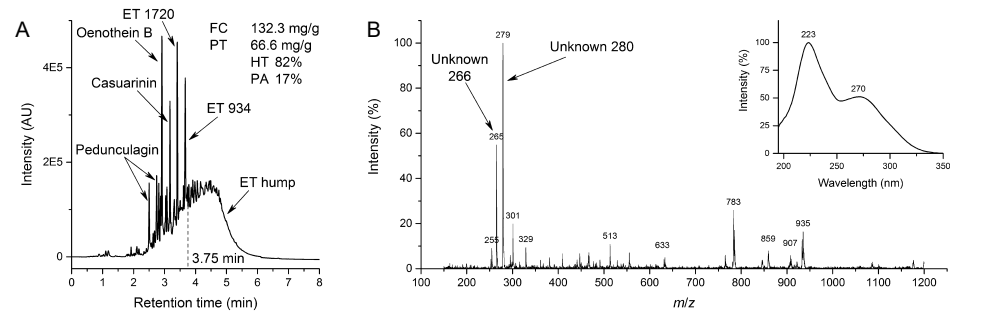 A
ET 1720
Oenothein B
FC 132.3 mg/g
PT 66.6 mg/g
HT 82%
PA 17%
Casuarinin
ET 934
Pedunculagin
ET hump
3.75 min
4E5
2E5
0
Intensity (AU)
0 1 2 3 4 5 6 7 8
Retention time (min)
B
279
Unknown 280
Unknown
266
265
301
255
329
513
633
783
859
907
935
100
80
60
40
20
0
Intensity (%)
100 200 300 400 500 600 700 800 900 1000 1100 1200
m/z
223
270
100
75
50
25
0
Intensity (%)
200 250 300 350
Wavelength (nm)